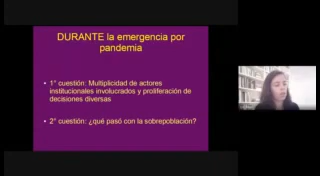 DURANTE la emergencia por
pandemia
• 1° cuestión: Multiplicidad de actores
institucionales involucrados y proliferación de
decisiones diversas
• 2° cuestión: ¿qué pasó con la sobrepoblación?